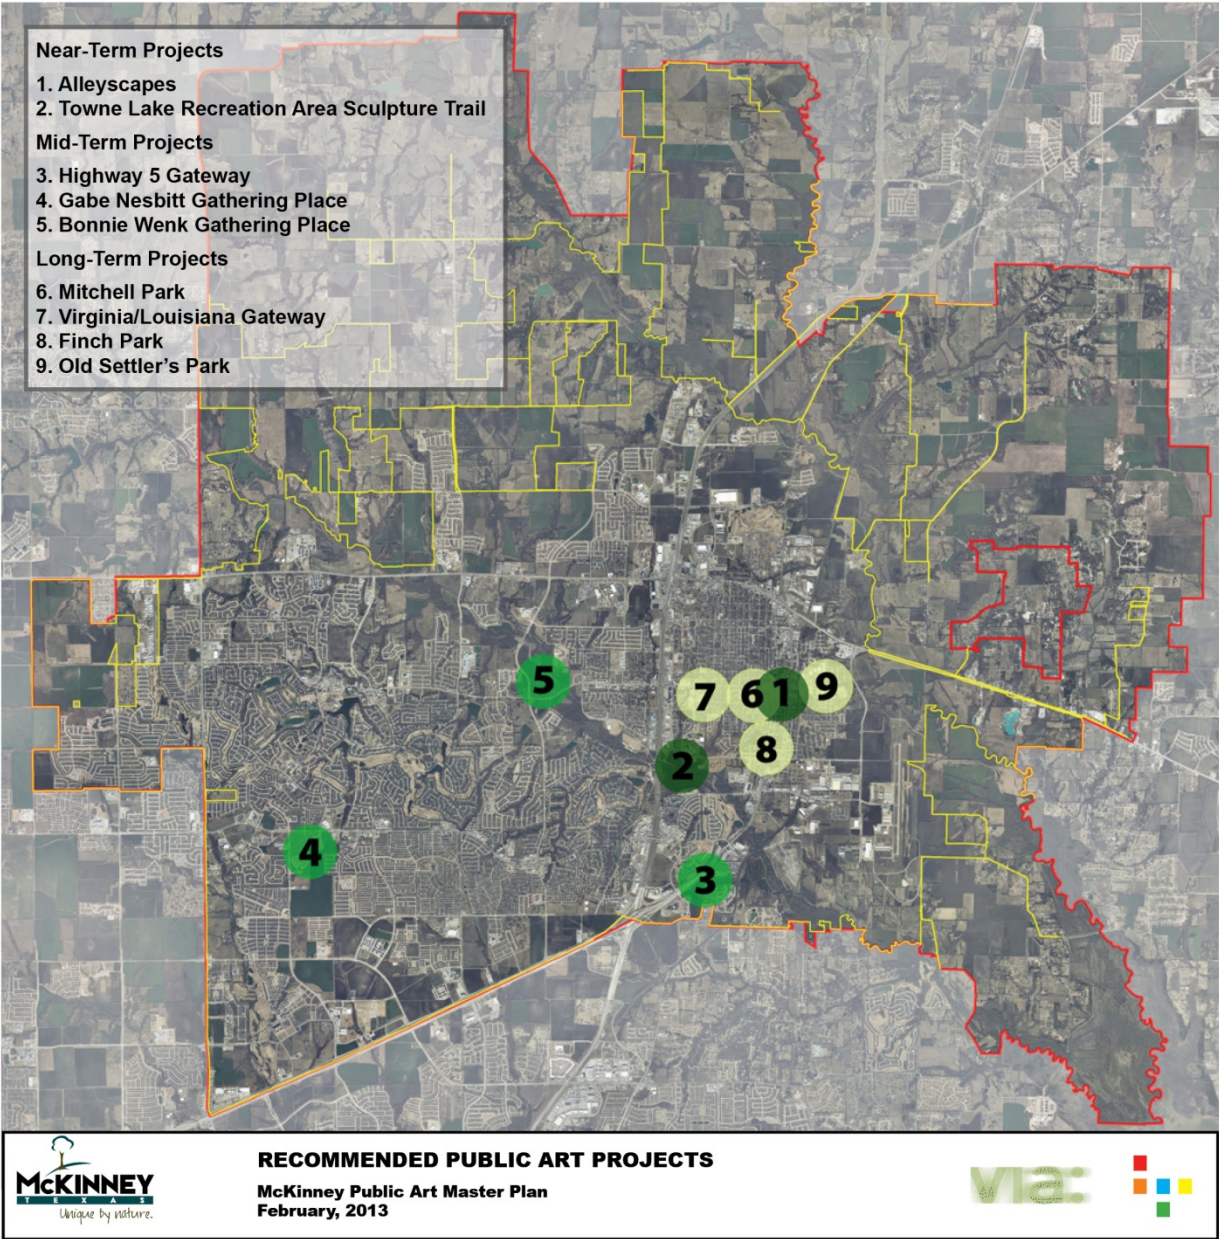 Near-Term Projects
1. Alleyscapes
2. Towne Lake Recreation Area Sculpture Trail
Mid-Term Projects
3. Highway 5 Gateway
4. Gabe Nesbitt Gathering Place
5. Bonnie Wenk Gathering Place
Long-Term Projects
6. Mitchell Park
7. Virginia/Louisiana Gateway
8. Finch Park
9. Old Settler's Park
5
7
6
1
9
8
2
4
3
McKINNEY
TEXAS
Unique by nature.
RECOMMENDED PUBLIC ART PROJECTS
McKinney Public Art Master Plan
February, 2013
via: